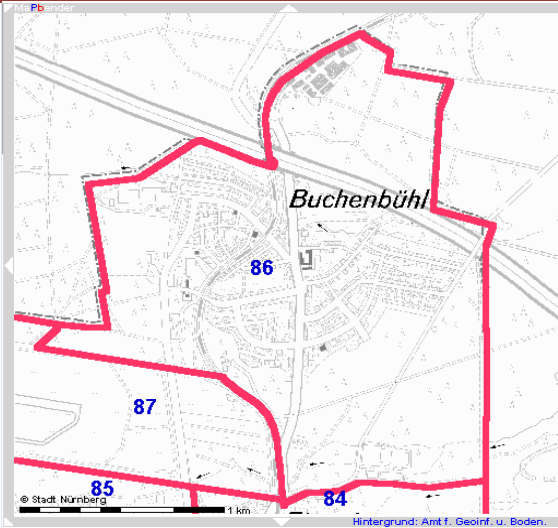 Mapbender
Buchenbühl
86
87
85
84
© Stadt Nürnberg
1 km
Hintergrund: Amt f. Geoinf. u. Boden.